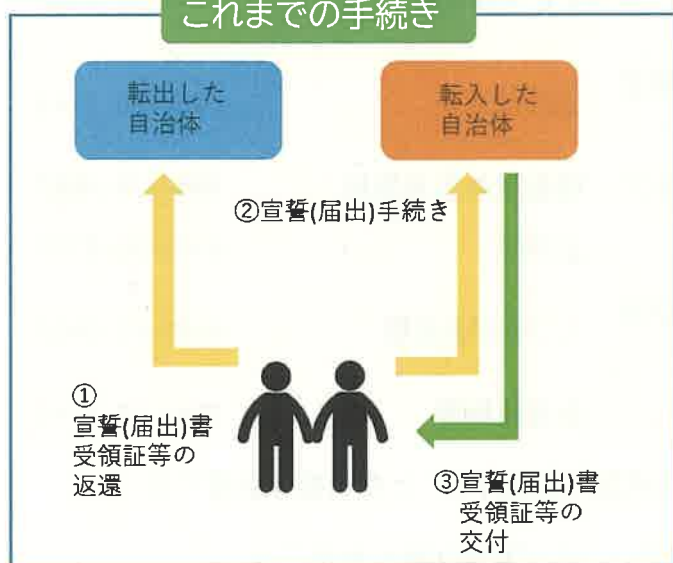 これまでの手続き
転出した
自治体
転入した
自治体
②宣誓(届出)手続き
①
宣誓(届出)書
受領証等の
返還
③宣誓(届出)書
受領証等の
交付